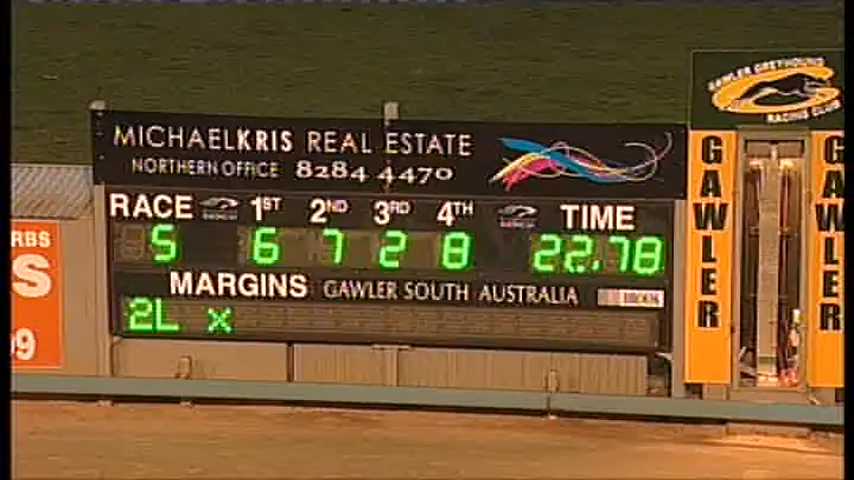 GAWLER GREYHOUND
RACING CLUB
MICHAELKRIS REAL ESTATE
NORTHERN OFFICE 8284 4470
RACE 1ST 2ND 3RD 4TH TIME
5 6 7 2 8 22.78
MARGINS GAWLER SOUTH AUSTRALIA
2L x
GAWLER
GAWLER
RBS
S
9